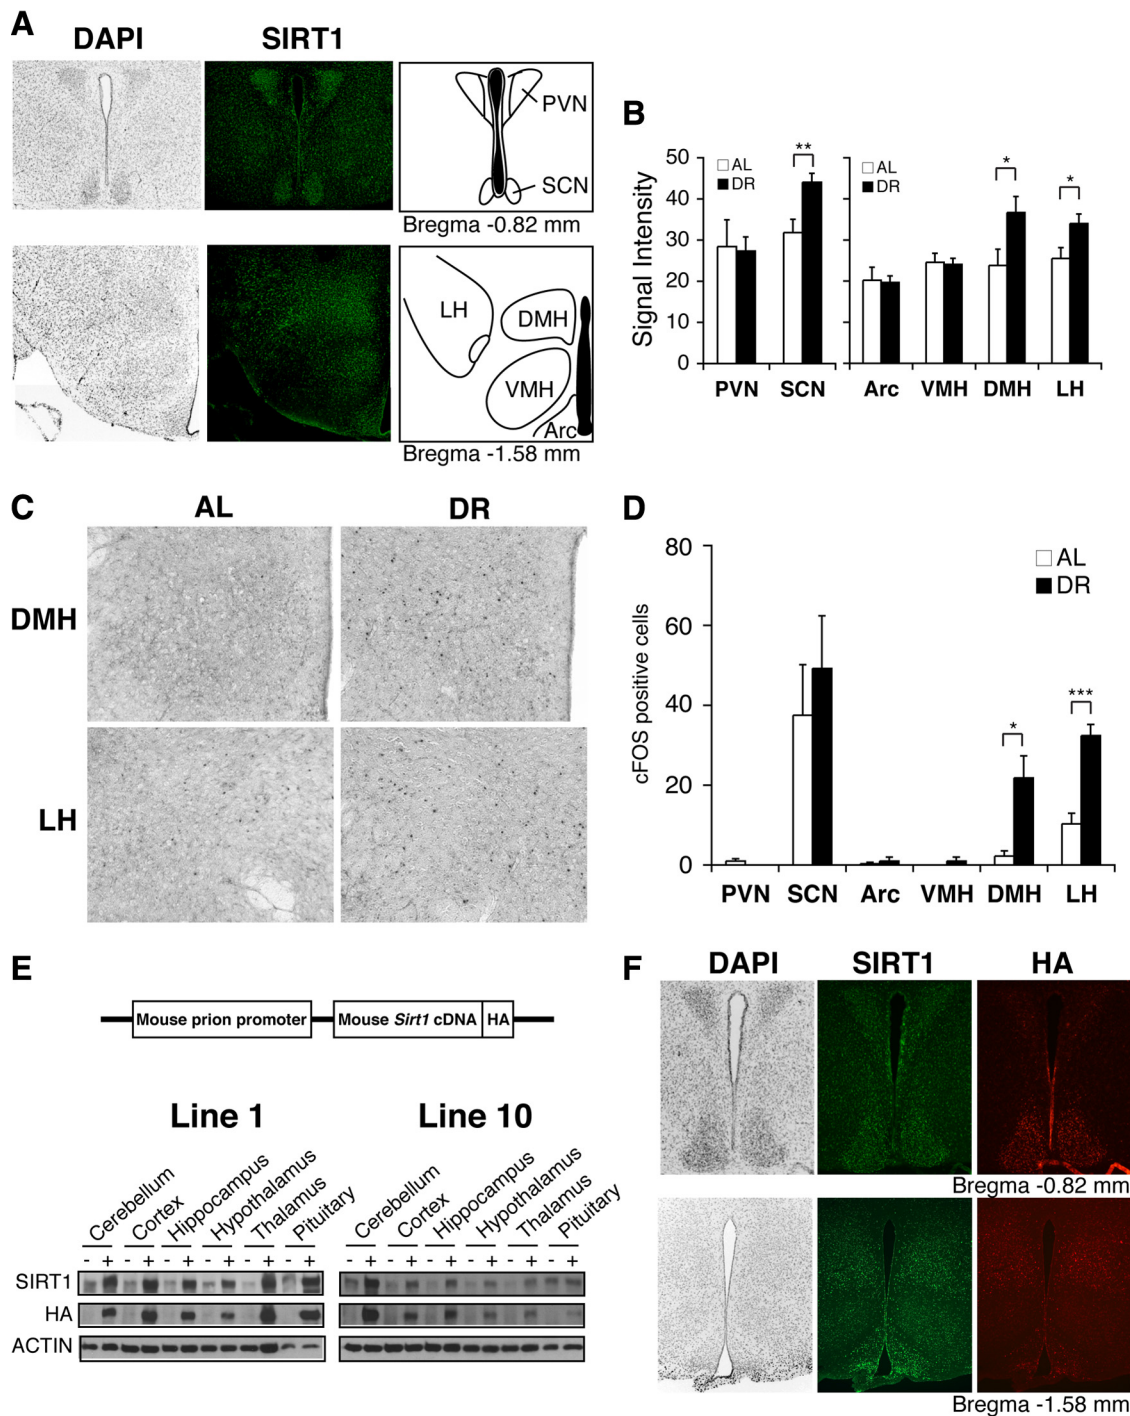 A
DAPI
SIRT1
PVN
SCN
Bregma -0.82 mm
LH
DMH
VMH
Arc
Bregma -1.58 mm
B
Signal Intensity
50
40
30
20
10
0
AL
DR
**
AL
DR
*
*
PVN SCN Arc VMH DMH LH
C
AL DR
DMH
LH
D
cFOS positive cells
80
60
40
20
0
AL
DR
*
***
PVN SCN Arc VMH DMH LH
E
Mouse prion promoter Mouse Sirt1 cDNA HA
Line 1 Line 10
Cerebellum Cortex Hippocampus Hypothalamus Thalamus Pituitary
Cerebellum Cortex Hippocampus Hypothalamus Thalamus Pituitary
- + - + - + - + - + - + - + - + - + - + - + - +
SIRT1
HA
ACTIN
F
DAPI SIRT1 HA
Bregma -0.82 mm
Bregma -1.58 mm